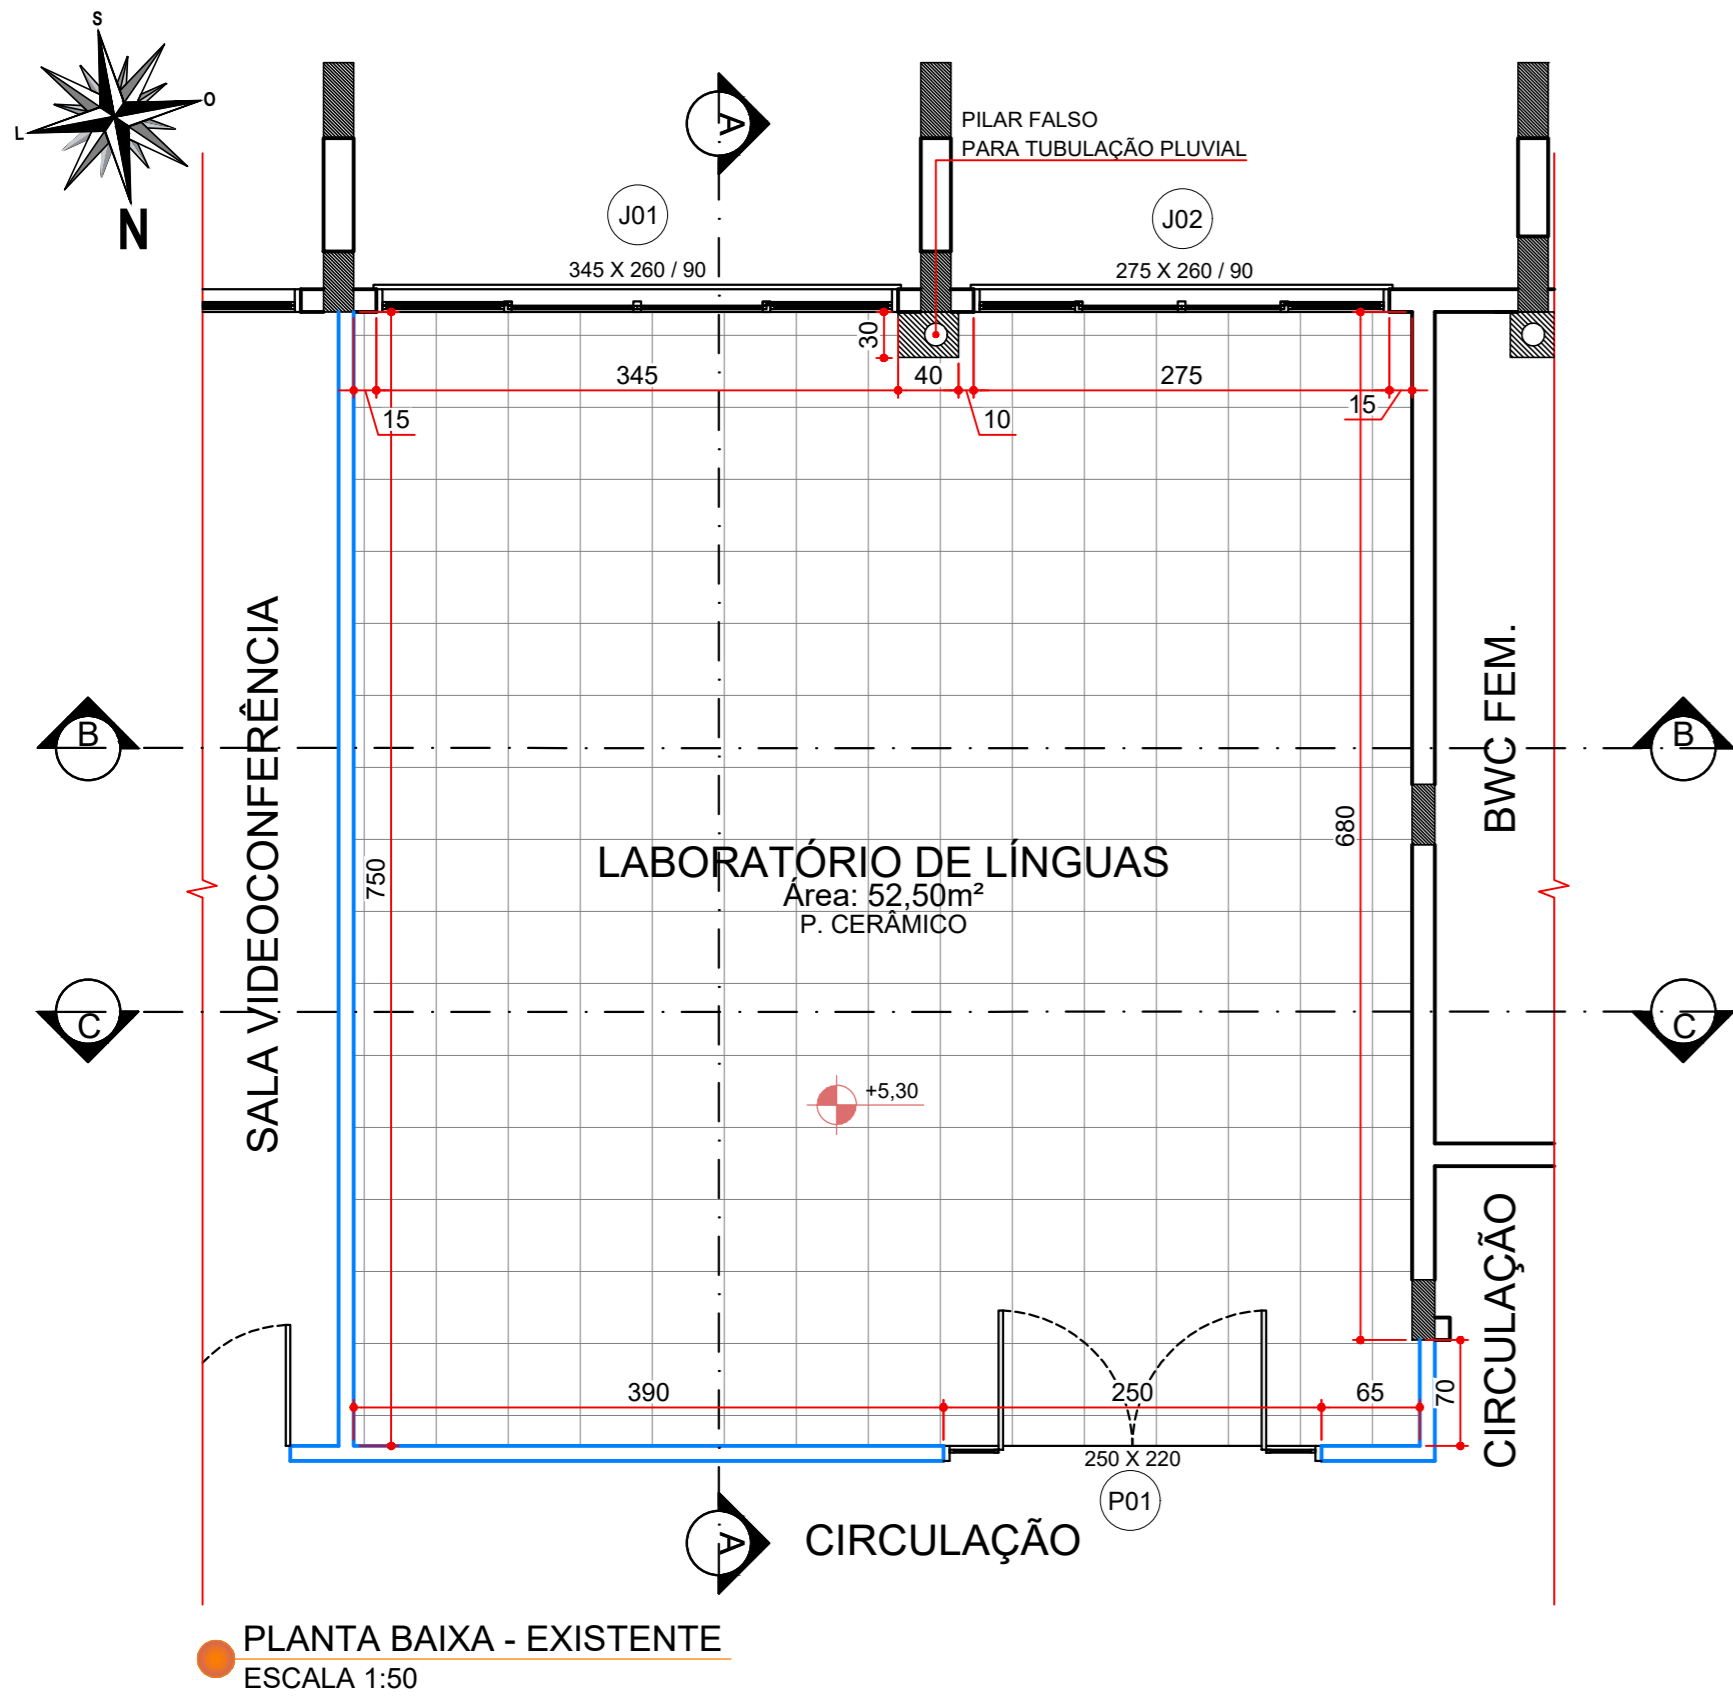 S
O
L
N
A
PILAR FALSO
PARA TUBULAÇÃO PLUVIAL
J01
J02
345 X 260 / 90
275 X 260 / 90
30
345
40
275
15
10
15
SALA VIDEOCONFERÊNCIA
BWC FEM.
B
B
680
750
LABORATÓRIO DE LÍNGUAS
Área: 52,50m²
P. CERÂMICO
C
C
+5,30
CIRCULAÇÃO
390
250
65
70
250 X 220
P01
A
CIRCULAÇÃO
PLANTA BAIXA - EXISTENTE
ESCALA 1:50